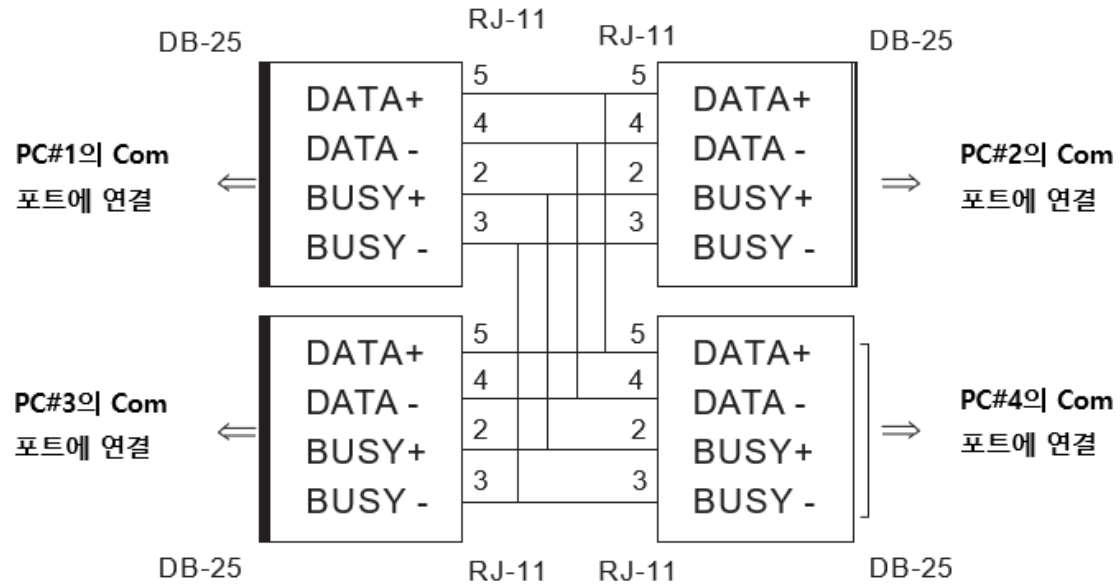 DB-25
RJ-11
RJ-11
DB-25
PC#1의 Com
포트에 연결
⇐
DATA+
DATA -
BUSY+
BUSY -
5
4
2
3
5
4
2
3
DATA+
DATA -
BUSY+
BUSY -
⇒
PC#2의 Com
포트에 연결
PC#3의 Com
포트에 연결
⇐
DATA+
DATA -
BUSY+
BUSY -
5
4
2
3
5
4
2
3
DATA+
DATA -
BUSY+
BUSY -
⇒
PC#4의 Com
포트에 연결
DB-25
RJ-11
RJ-11
DB-25